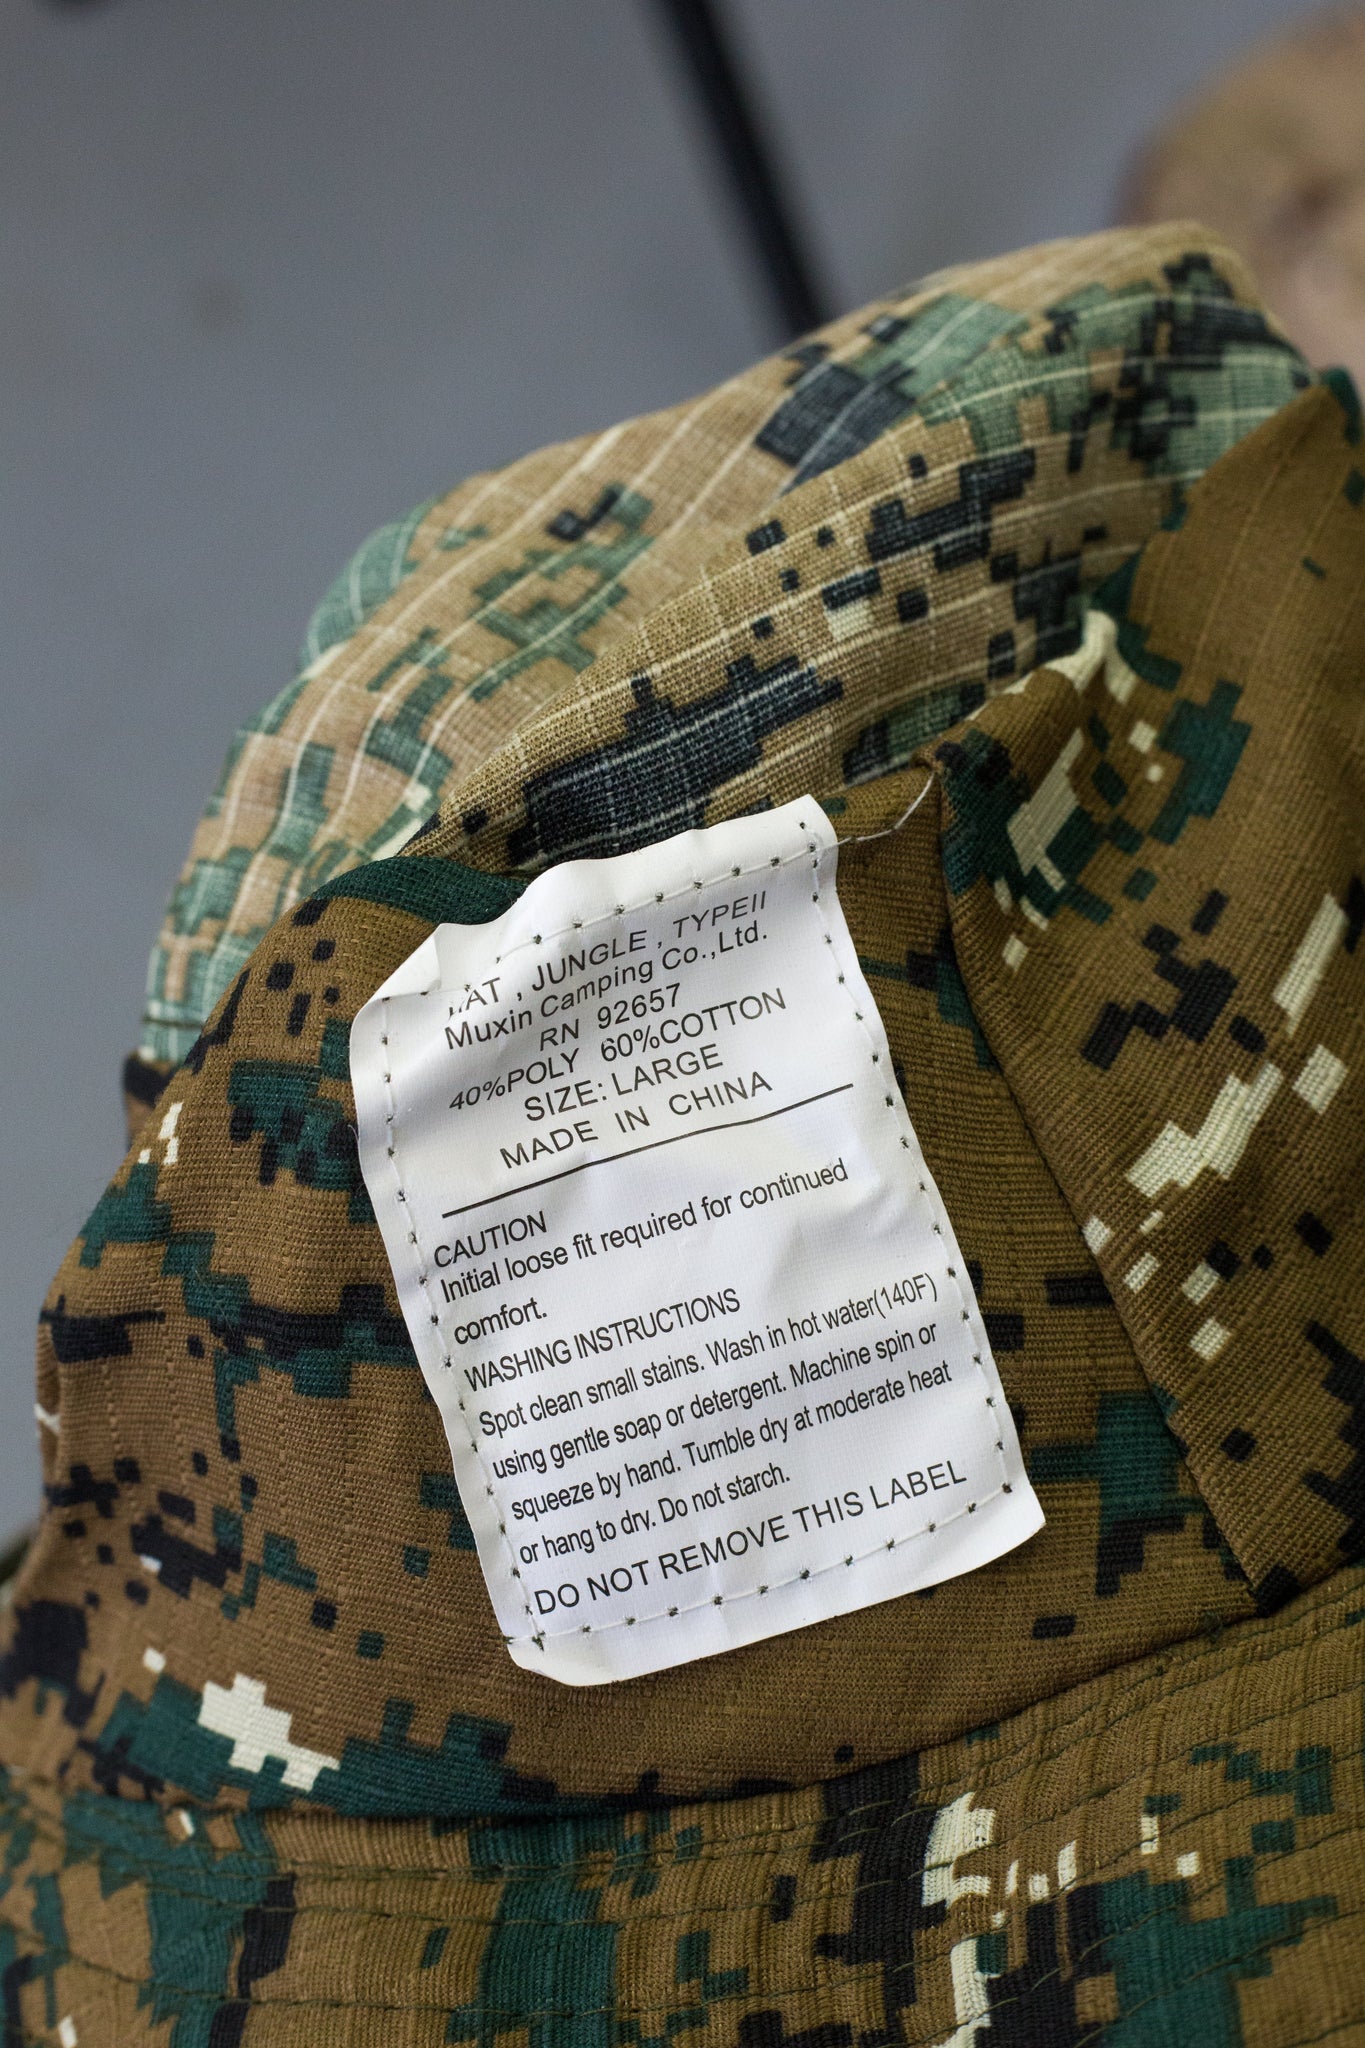 HAT , JUNGLE , TYPEII
Muxin Camping Co.,Ltd.
RN 92657
40%POLY 60%COTTON
SIZE: LARGE
MADE IN CHINA
CAUTION
Initial loose fit required for continued
comfort.
WASHING INSTRUCTIONS
Spot clean small stains. Wash in hot water(140F)
using gentle soap or detergent. Machine spin or
squeeze by hand. Tumble dry at moderate heat
or hang to dry. Do not starch.
DO NOT REMOVE THIS LABEL